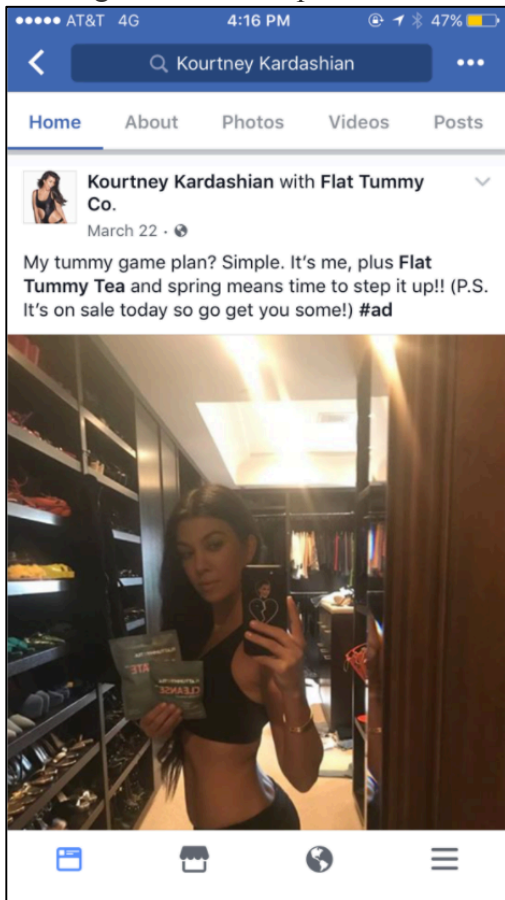 AT&T 4G 4:16 PM 47%
Kourtney Kardashian
Home About Photos Videos Posts
Kourtney Kardashian with Flat Tummy
Co.
March 22
My tummy game plan? Simple. It's me, plus Flat
Tummy Tea and spring means time to step it up!! (P.S.
It's on sale today so go get you some!) #ad
CLEANSE